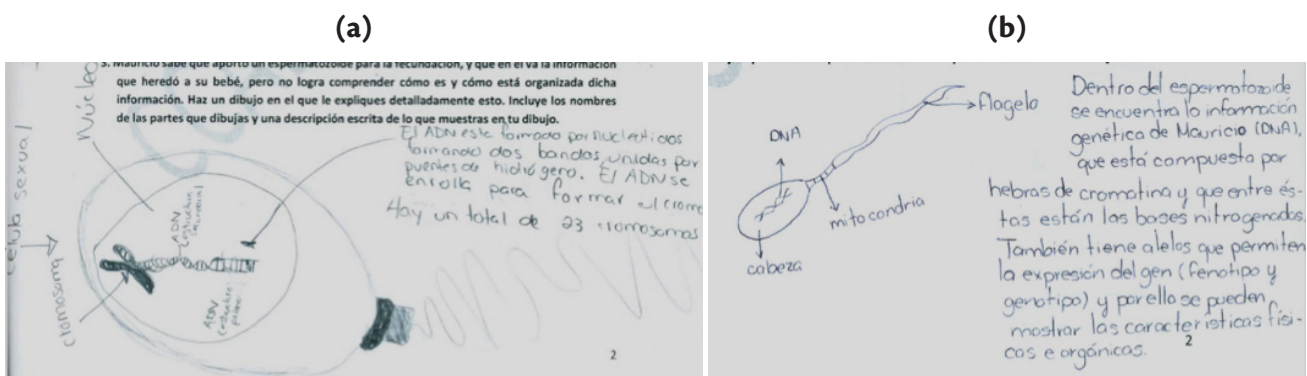 (a)
3. Mauricio sabe que aportó un espermatozoide para la fecundación, y que en él va la información
que heredó a su bebé, pero no logra comprender cómo es y cómo está organizada dicha
información. Haz un dibujo en el que le expliques detalladamente esto. Incluye los nombres
de las partes que dibujas y una descripción escrita de lo que muestras en tu dibujo.
El ADN este formado por nucleotidos
formando dos bandas unidas por
puentes de hidrógeno. El ADN se
enrolla para formar el cromo
Hay un total de 23 cromosomas
Núcleo
celula sexual
cromosoma
ADN
estructura
ADN
estructura
2
(b)
Flagelo
DNA
mitocondria
cabeza
Dentro del espermatozoide
se encuentra la información
genética de Mauricio (DNA),
que está compuesta por
hebras de cromatina y que entre és-
tas están las bases nitrogenadas.
También tiene alelos que permiten
la expresión del gen (fenotipo y
genotipo) y por ello se pueden
mostrar las características físi-
cas e orgánicas.
2